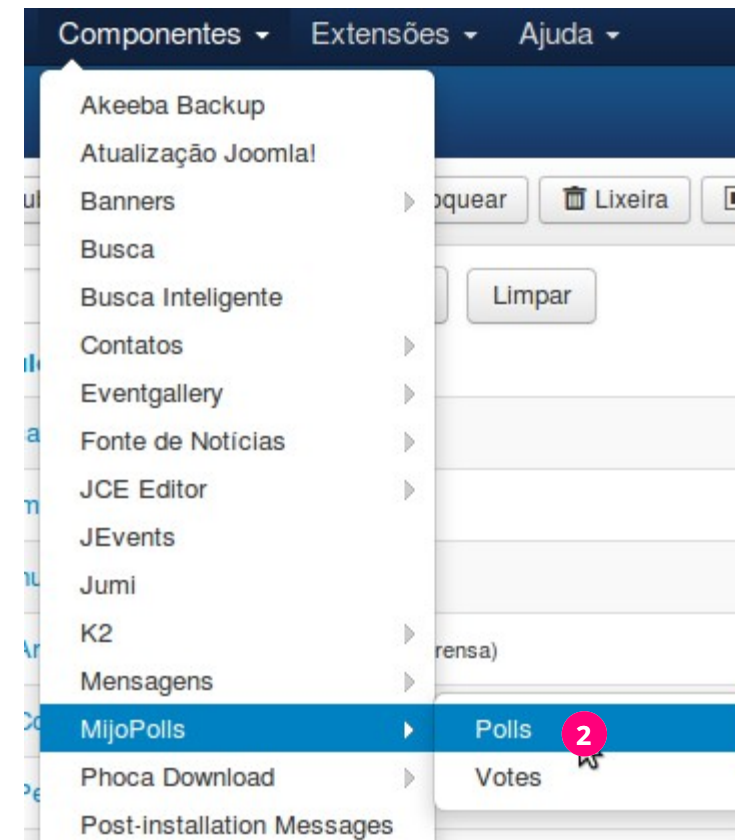 Componentes Extensões Ajuda
Akeeba Backup
Atualização Joomla!
Banners
oquear Lixeira
Busca
Busca Inteligente
Limpar
Contatos
Eventgallery
Fonte de Notícias
JCE Editor
JEvents
Jumi
K2
rensa)
Mensagens
MijoPolls
Polls 2
Phoca Download
Votes
Post-installation Messages